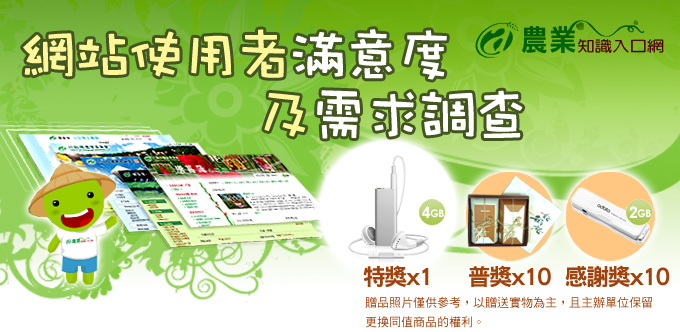 網站使用者滿意度
及需求調查
農業知識入口網
4GB
2GB
adata
特獎x1
普獎x10
感謝獎x10
贈品照片僅供參考，以贈送實物為主，且主辦單位保留
更換同值商品的權利。